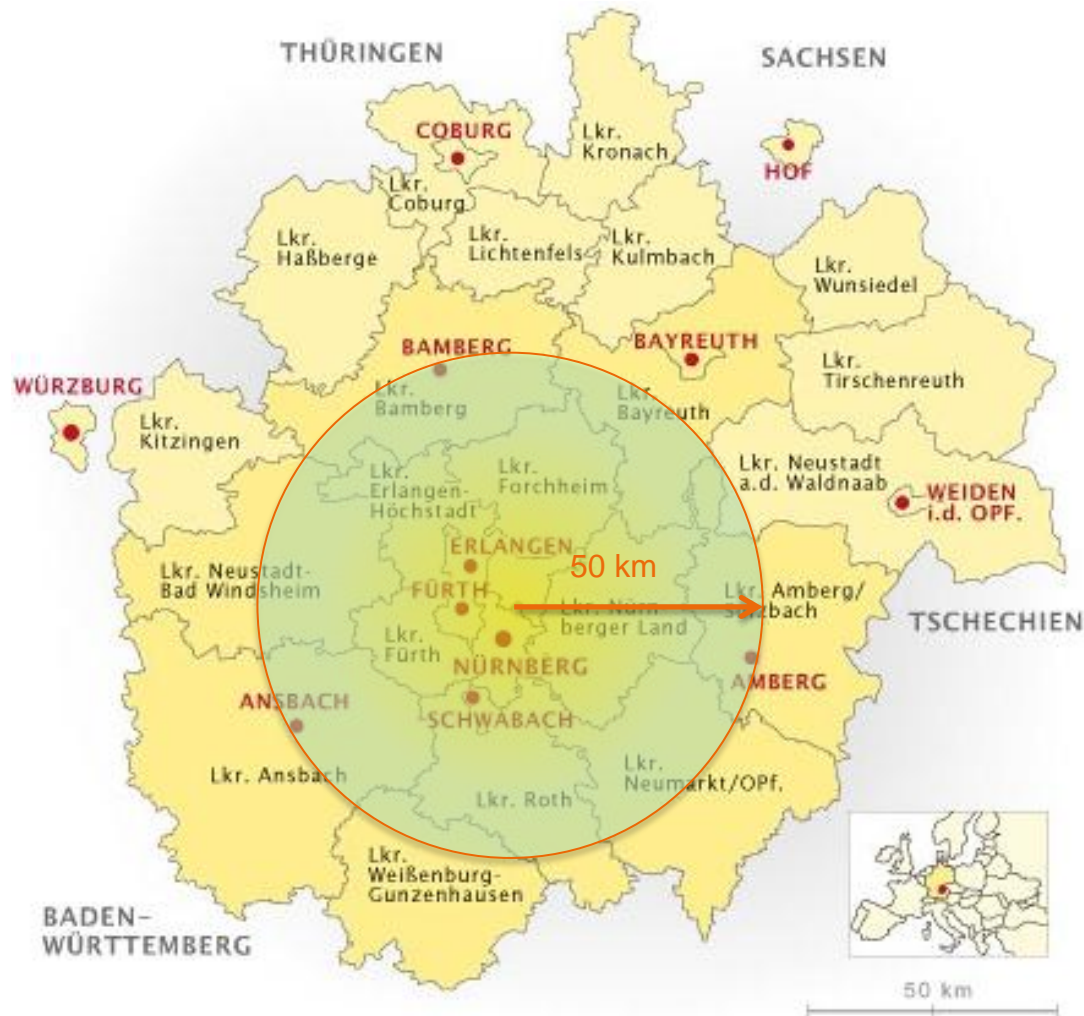 THÜRINGEN
SACHSEN
COBURG
Lkr.
Kronach
HOF
Lkr.
Coburg
Lkr.
Haßberge
Lkr.
Lichtenfels
Lkr.
Kulmbach
Lkr.
Wunsiedel
BAMBERG
BAYREUTH
Lkr.
Tirschenreuth
WÜRZBURG
Lkr.
Bamberg
Lkr.
Bayreuth
Lkr.
Kitzingen
Lkr.
Erlangen-
Höchstadt
Lkr.
Forchheim
Lkr. Neustadt
a.d. Waldnaab
WEIDEN
i.d. OPF.
ERLANGEN
50 km
Lkr. Neustadt-
Bad Windsheim
FÜRTH
Lkr. Nürn
berger Land
Lkr. Amberg/
Sulzbach
TSCHECHIEN
Lkr.
Fürth
NÜRNBERG
AMBERG
ANSBACH
SCHWABACH
Lkr. Ansbach
Lkr. Roth
Lkr.
Neumarkt/OPf.
Lkr.
Weißenburg-
Gunzenhausen
BADEN-
WÜRTTEMBERG
50 km